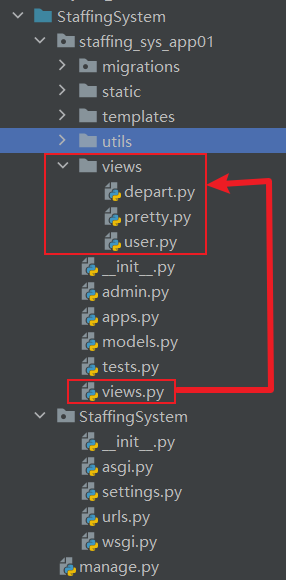 StaffingSystem
staffing_sys_app01
migrations
static
templates
utils
views
depart.py
pretty.py
user.py
__init__.py
admin.py
apps.py
models.py
tests.py
views.py
StaffingSystem
__init__.py
asgi.py
settings.py
urls.py
wsgi.py
manage.py